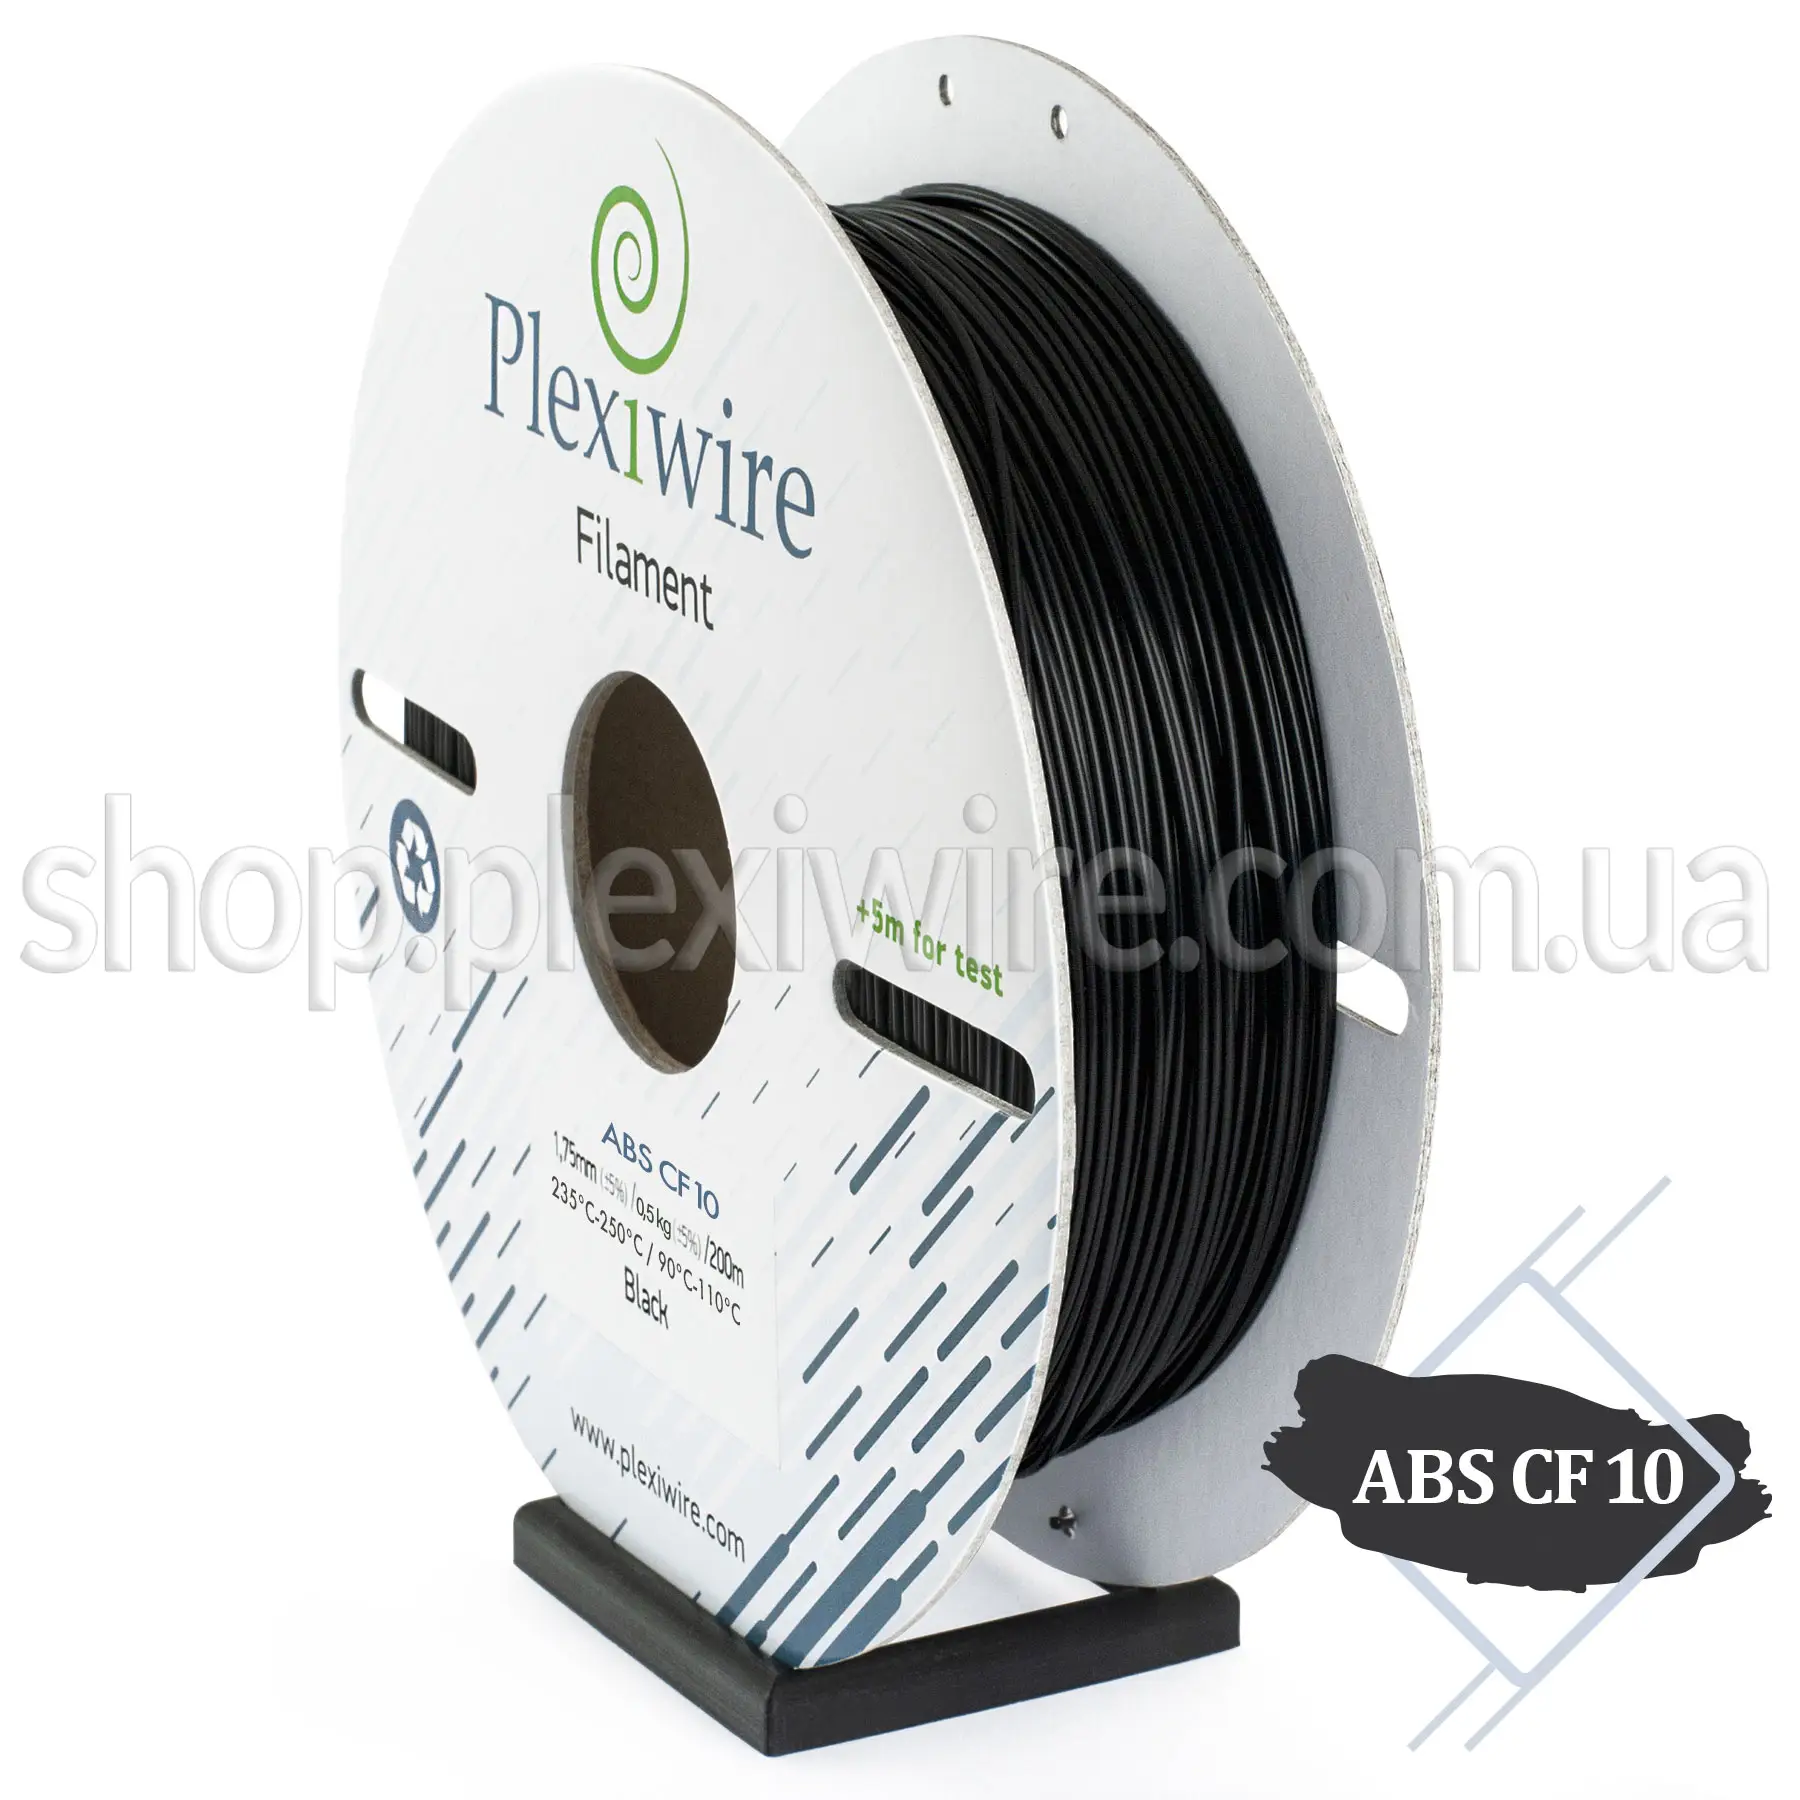 Plex1wire
Filament
shop.plexiwire.com.ua
+5m for test
ABS CF 10
1,75mm (±5%) /0,5kg (±5%) /200m
235°C-250°C / 90°C-110°C
Black
www.plexiwire.com
ABS CF 10